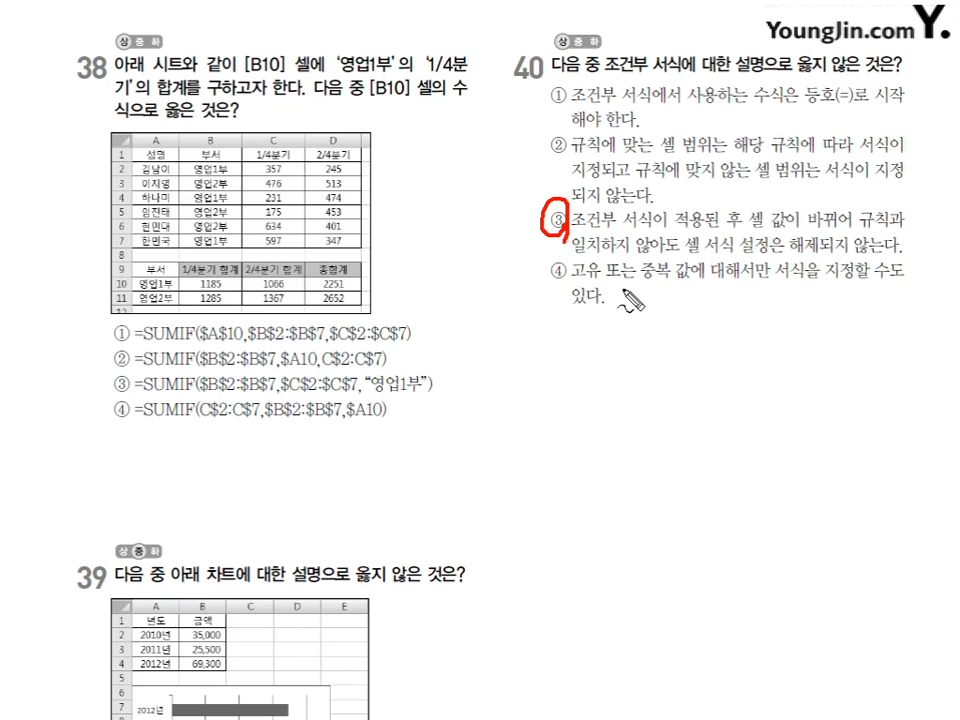 YoungJin.com Y.
상 중 하
38 아래 시트와 같이 [B10] 셀에 ‘영업1부’의 ‘1/4분
기’의 합계를 구하고자 한다. 다음 중 [B10] 셀의 수
식으로 옳은 것은?
A B C D
1 성명 부서 1/4분기 2/4분기
2 김남이 영업1부 357 245
3 이지영 영업2부 476 513
4 하나미 영업1부 231 474
5 임진태 영업2부 175 453
6 현민대 영업2부 634 401
7 한민국 영업1부 597 347
8
9 부서 1/4분기 합계 2/4분기 합계 총합계
10 영업1부 1185 1066 2251
11 영업2부 1285 1367 2652
12
① =SUMIF($A$10,$B$2:$B$7,$C$2:$C$7)
② =SUMIF($B$2:$B$7,$A10,C$2:C$7)
③ =SUMIF($B$2:$B$7,$C$2:$C$7,“영업1부”)
④ =SUMIF(C$2:C$7,$B$2:$B$7,$A10)
상 중 하
39 다음 중 아래 차트에 대한 설명으로 옳지 않은 것은?
A B C D E
1 년도 금액
2 2010년 35,000
3 2011년 25,500
4 2012년 69,300
5
6
7 2012년
상 중 하
40 다음 중 조건부 서식에 대한 설명으로 옳지 않은 것은?
① 조건부 서식에서 사용하는 수식은 등호(=)로 시작
해야 한다.
② 규칙에 맞는 셀 범위는 해당 규칙에 따라 서식이
지정되고 규칙에 맞지 않는 셀 범위는 서식이 지정
되지 않는다.
③ 조건부 서식이 적용된 후 셀 값이 바뀌어 규칙과
일치하지 않아도 셀 서식 설정은 해제되지 않는다.
④ 고유 또는 중복 값에 대해서만 서식을 지정할 수도
있다.